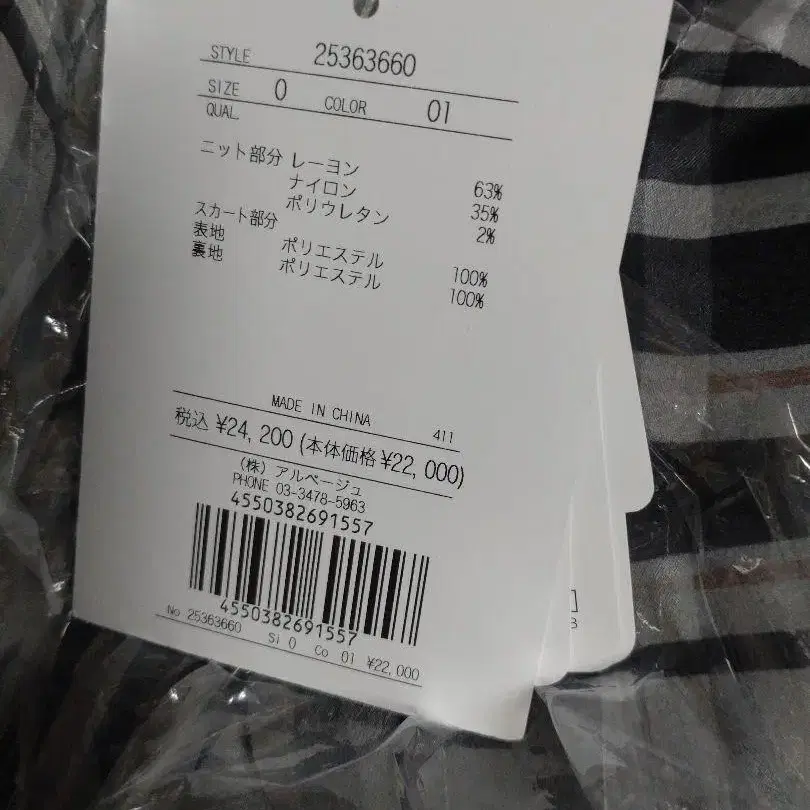 STYLE 25363660
SIZE 0 COLOR 01
QUAL.
ニット部分 レーヨン 63%
ナイロン 35%
ポリウレタン 2%
スカート部分
表地 ポリエステル 100%
裏地 ポリエステル 100%
MADE IN CHINA 411
税込 ¥24,200 (本体価格 ¥22,000)
(株) アルページュ
PHONE 03-3478-5963
4550382691557
4550382691557
No 25363660 Si 0 Co 01 ¥22,000